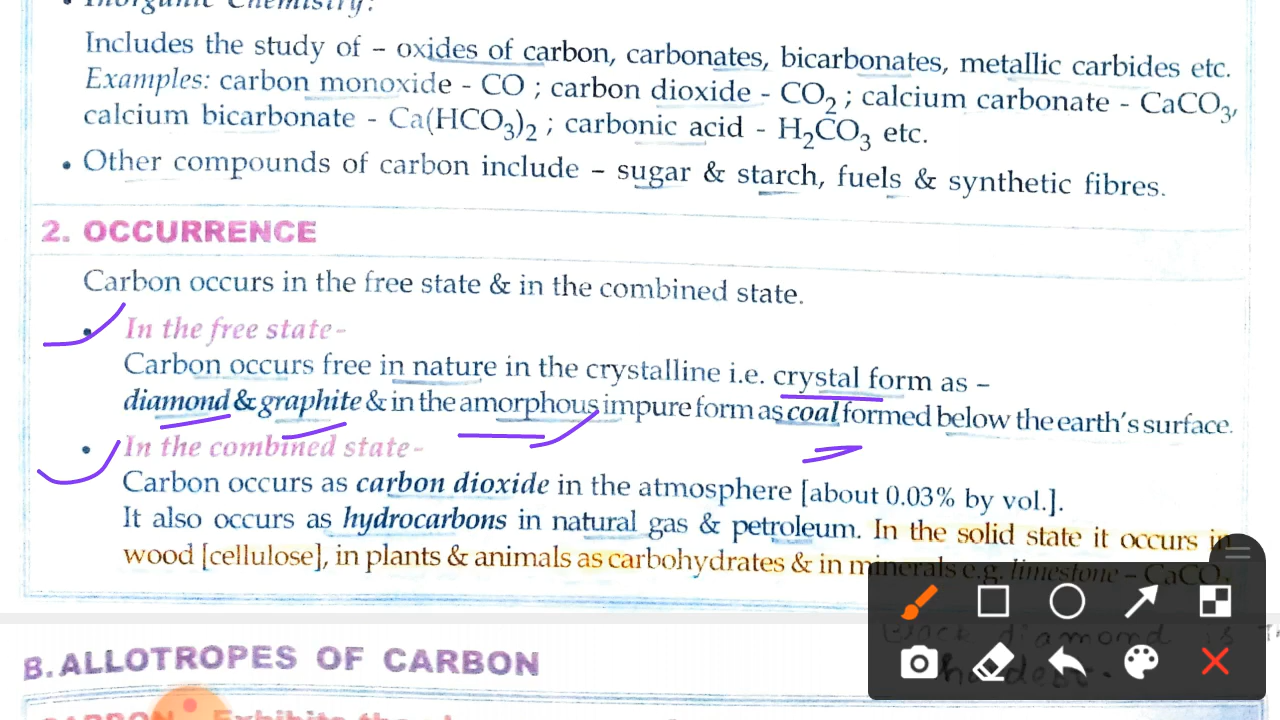 • Inorganic Chemistry:
Includes the study of – oxides of carbon, carbonates, bicarbonates, metallic carbides etc.
Examples: carbon monoxide - CO ; carbon dioxide - CO₂ ; calcium carbonate - CaCO₃,
calcium bicarbonate - Ca(HCO₃)₂ ; carbonic acid - H₂CO₃ etc.
• Other compounds of carbon include – sugar & starch, fuels & synthetic fibres.
2. OCCURRENCE
Carbon occurs in the free state & in the combined state.
• In the free state-
Carbon occurs free in nature in the crystalline i.e. crystal form as –
diamond & graphite & in the amorphous impure form as coal formed below the earth's surface.
• In the combined state-
Carbon occurs as carbon dioxide in the atmosphere [about 0.03% by vol.].
It also occurs as hydrocarbons in natural gas & petroleum. In the solid state it occurs in
wood [cellulose], in plants & animals as carbohydrates & in minerals e.g. limestone – CaCO₃
diamond is
B. ALLOTROPES OF CARBON
CARBON